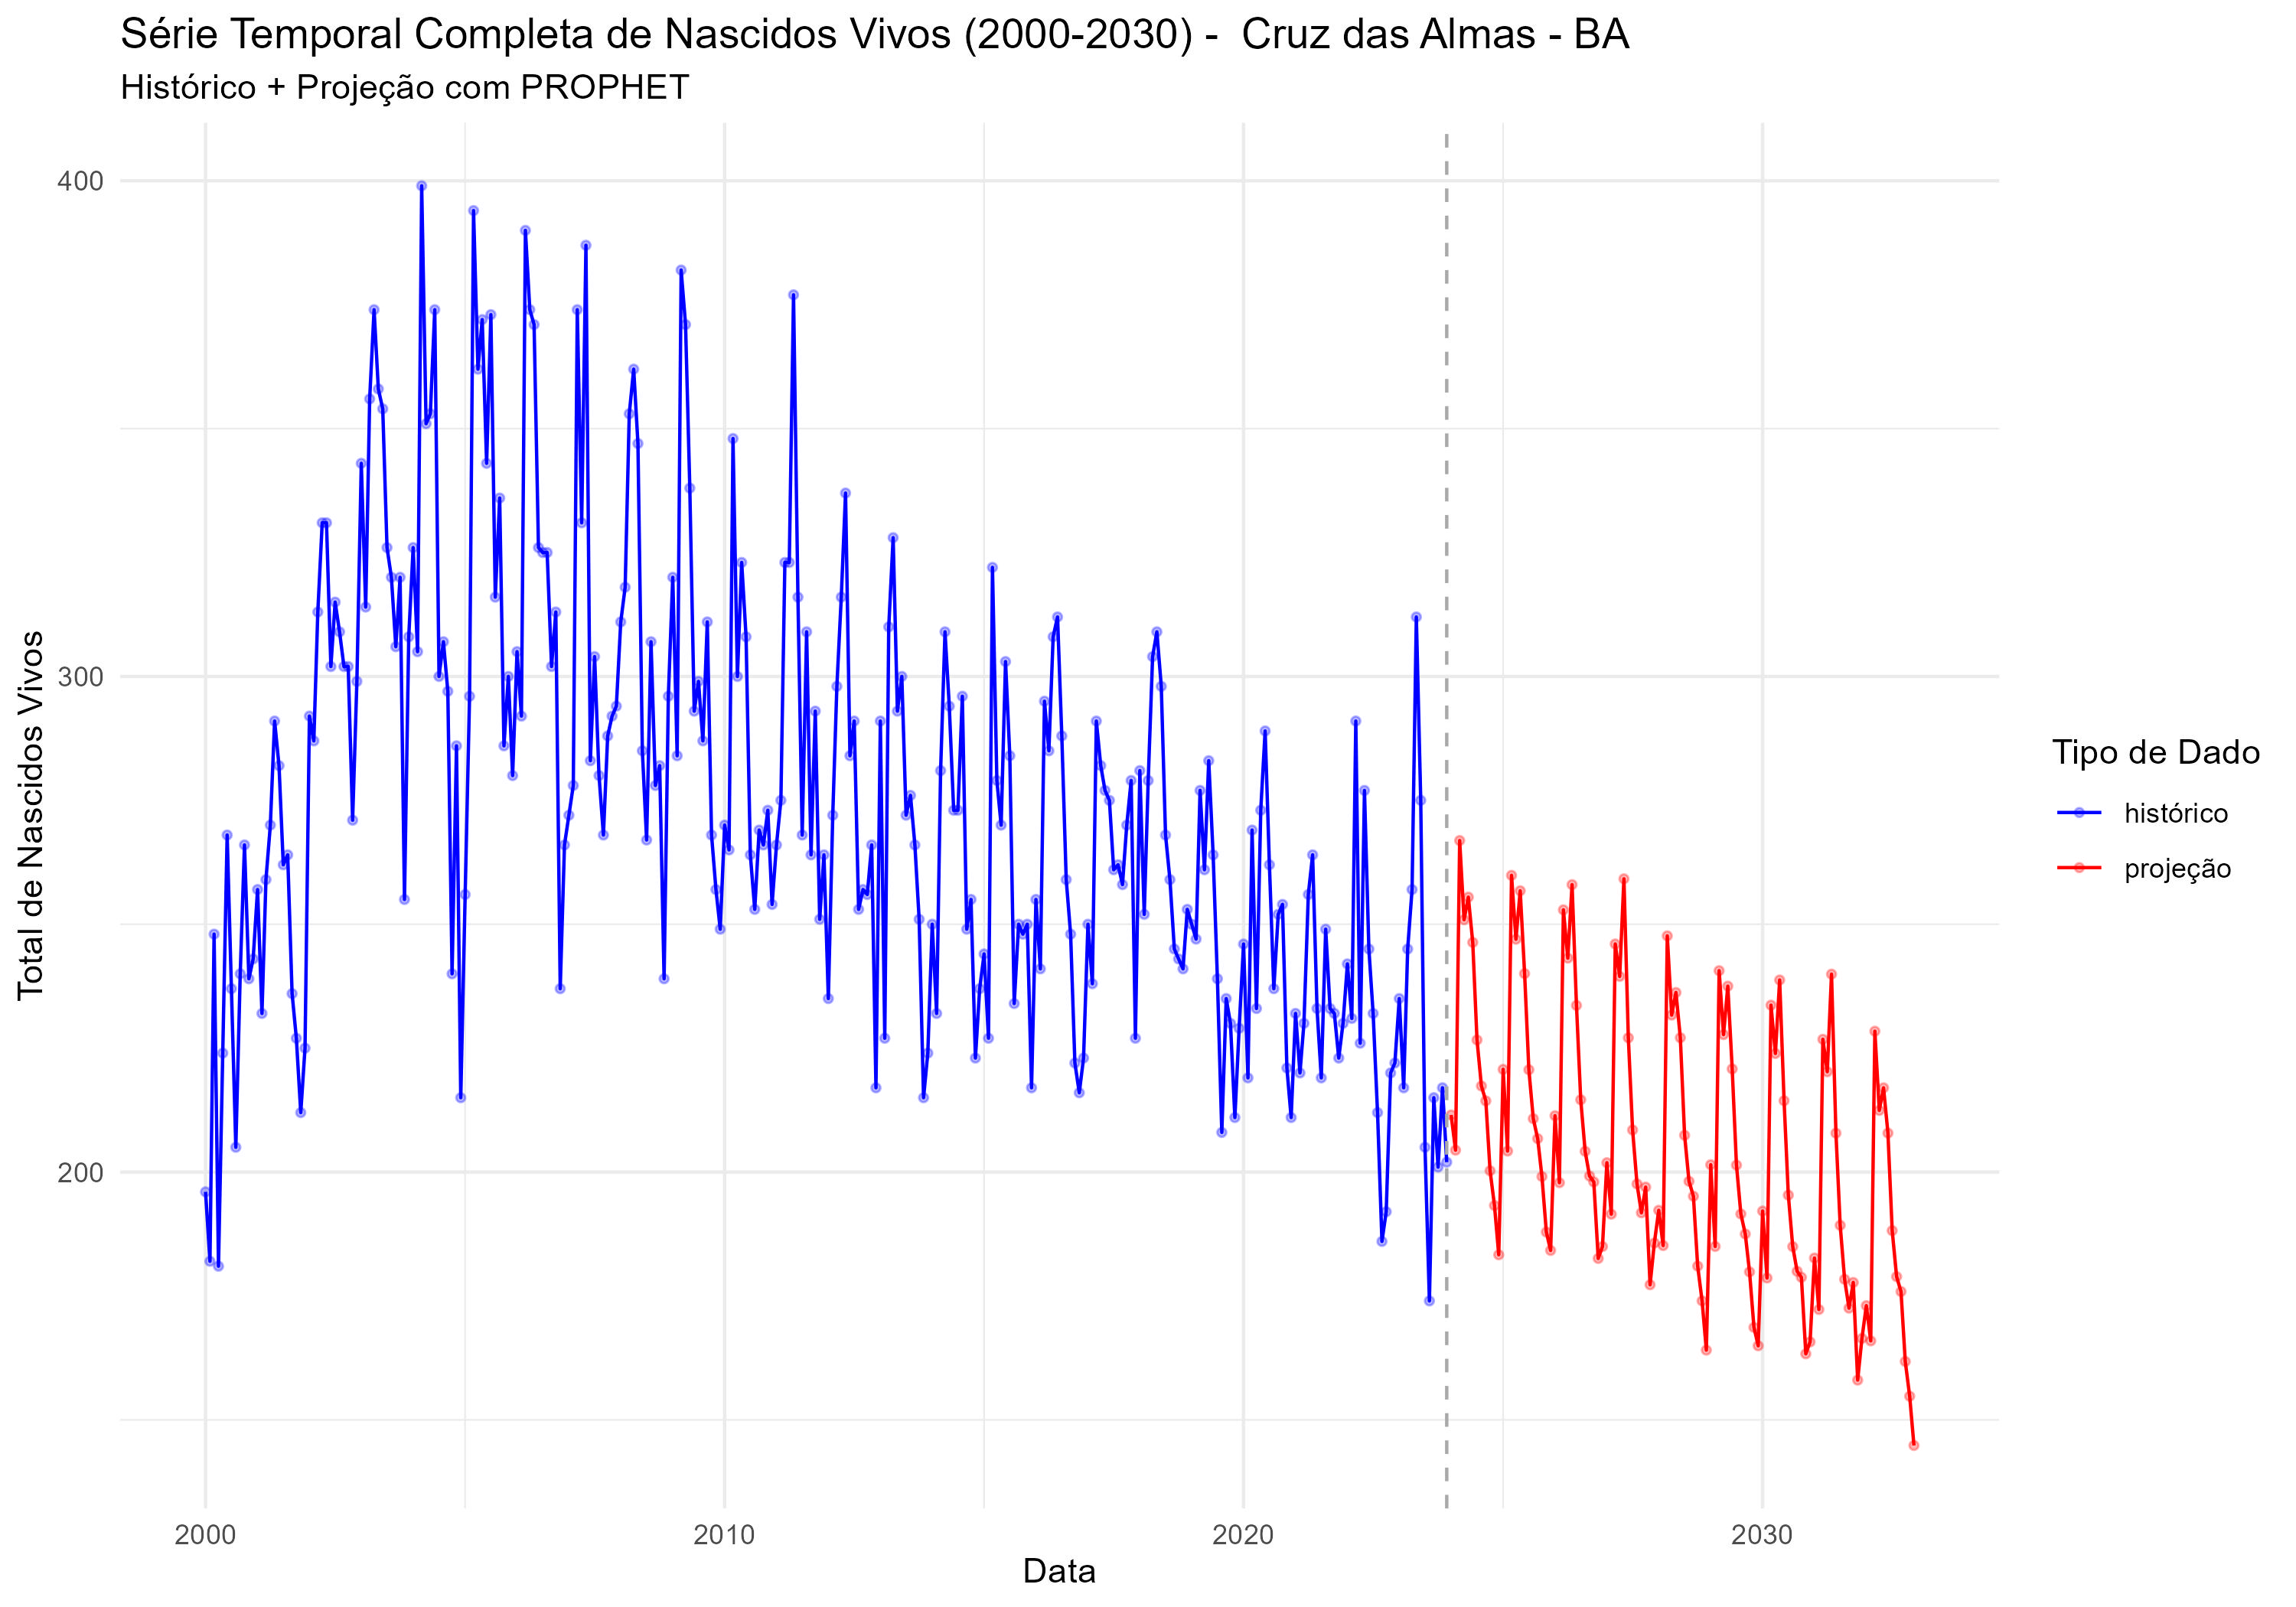 Série Temporal Completa de Nascidos Vivos (2000-2030) -  Cruz das Almas - BA
Histórico + Projeção com PROPHET
Total de Nascidos Vivos
400
300
200
2000
2010
2020
2030
Data
Tipo de Dado
histórico
projeção